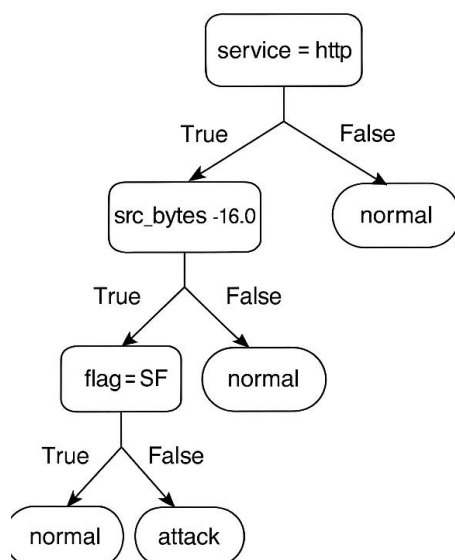 service = http
True
False
src_bytes -16.0
normal
True
False
flag=SF
normal
True
False
normal
attack